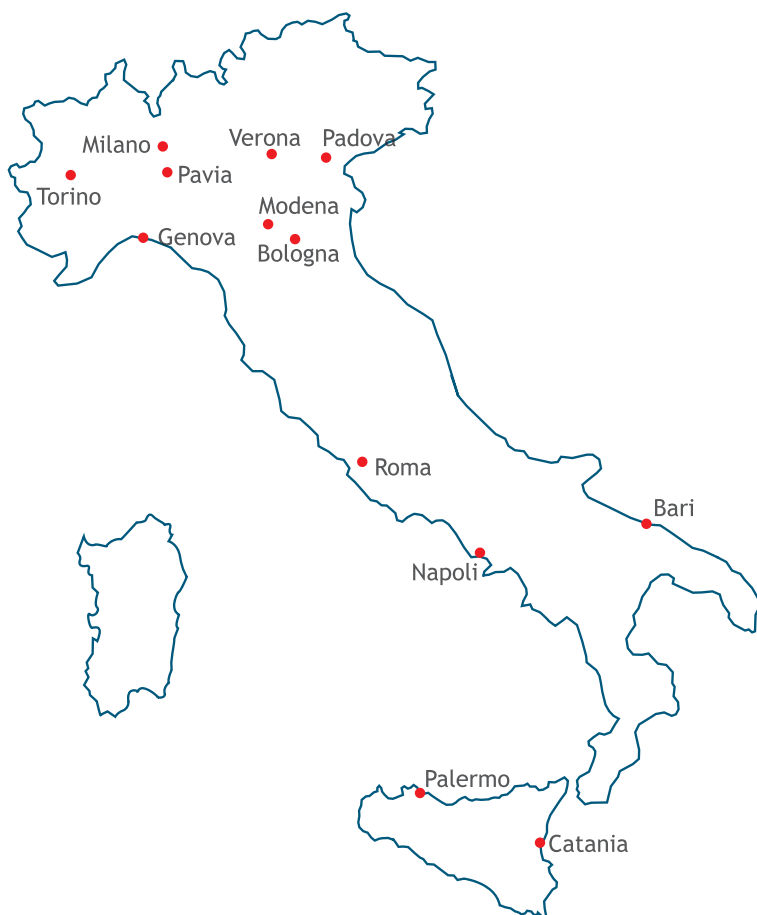 Verona
Padova
Milano
Pavia
Torino
Modena
Genova
Bologna
Roma
Bari
Napoli
Palermo
Catania